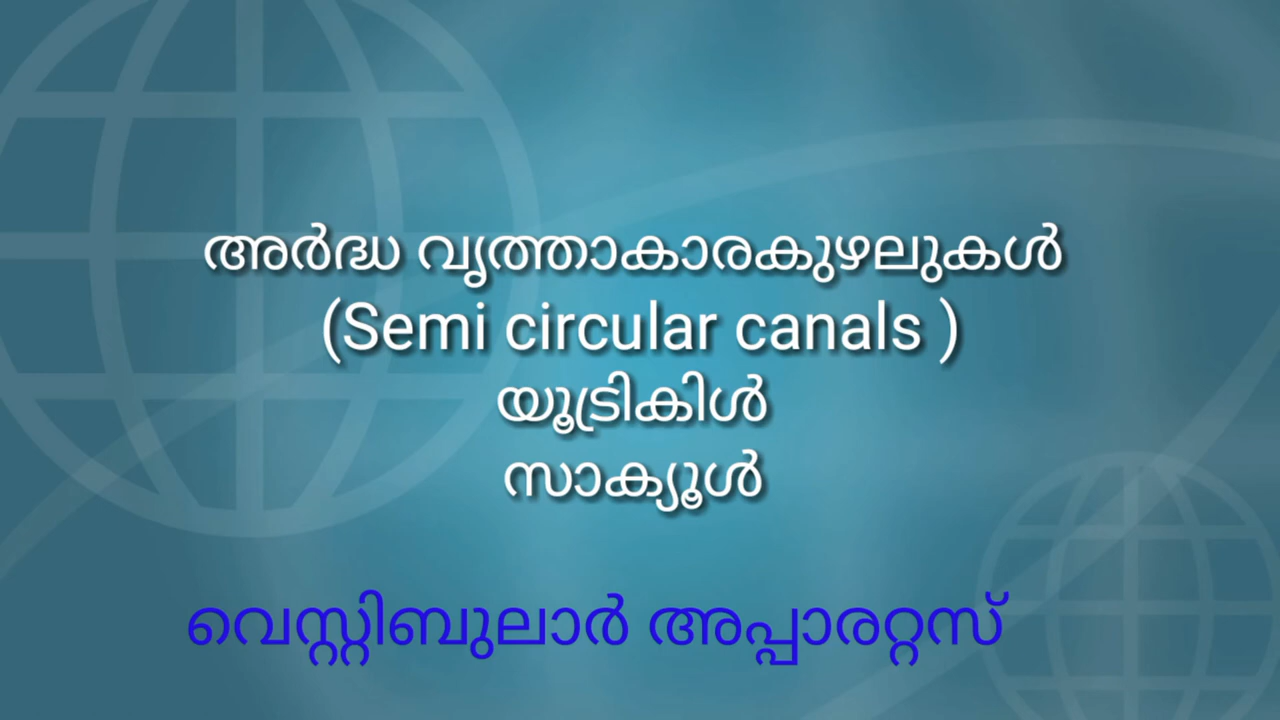 അർദ്ധ വൃത്താകാരകുഴലുകൾ
(Semi circular canals )
യൂട്രികിൾ
സാക്യൂൾ
വെസ്റ്റിബുലാർ അപ്പാരറ്റസ്